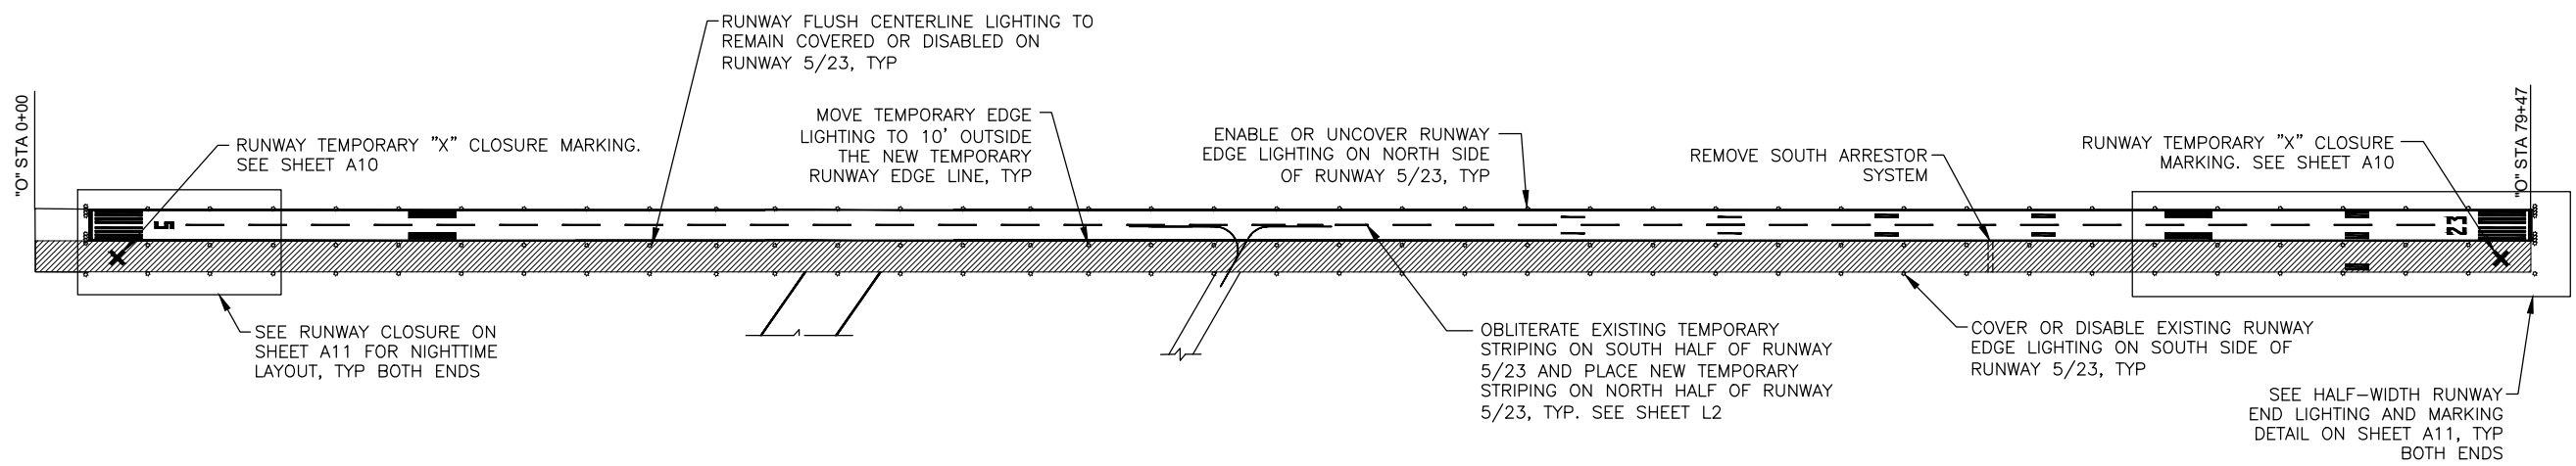 RUNWAY FLUSH CENTERLINE LIGHTING TO
REMAIN COVERED OR DISABLED ON
RUNWAY 5/23, TYP
"O" STA 0+00
RUNWAY TEMPORARY "X" CLOSURE MARKING.
SEE SHEET A10
MOVE TEMPORARY EDGE
LIGHTING TO 10' OUTSIDE
THE NEW TEMPORARY
RUNWAY EDGE LINE, TYP
ENABLE OR UNCOVER RUNWAY
EDGE LIGHTING ON NORTH SIDE
OF RUNWAY 5/23, TYP
REMOVE SOUTH ARRESTOR
SYSTEM
RUNWAY TEMPORARY "X" CLOSURE
MARKING. SEE SHEET A10
"O" STA 79+47
5
23
SEE RUNWAY CLOSURE ON
SHEET A11 FOR NIGHTTIME
LAYOUT, TYP BOTH ENDS
OBLITERATE EXISTING TEMPORARY
STRIPING ON SOUTH HALF OF RUNWAY
5/23 AND PLACE NEW TEMPORARY
STRIPING ON NORTH HALF OF RUNWAY
5/23, TYP. SEE SHEET L2
COVER OR DISABLE EXISTING RUNWAY
EDGE LIGHTING ON SOUTH SIDE OF
RUNWAY 5/23, TYP
SEE HALF-WIDTH RUNWAY
END LIGHTING AND MARKING
DETAIL ON SHEET A11, TYP
BOTH ENDS